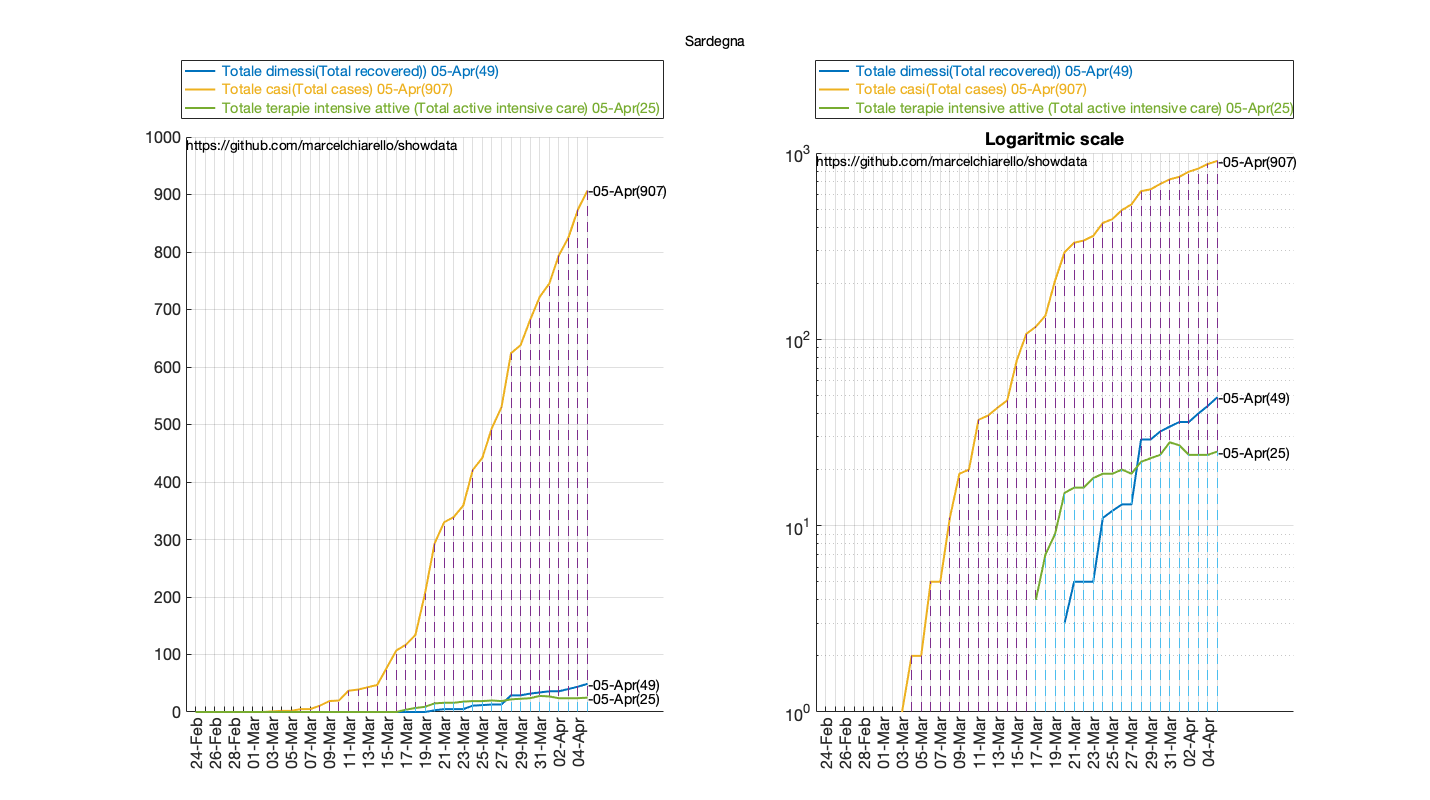 Sardegna
Totale dimessi(Total recovered)) 05-Apr(49)
Totale casi(Total cases) 05-Apr(907)
Totale terapie intensive attive (Total active intensive care) 05-Apr(25)
1000
900
800
700
600
500
400
300
200
100
0
https://github.com/marcelchiarello/showdata
-05-Apr(907)
-05-Apr(49)
-05-Apr(25)
24-Feb
26-Feb
28-Feb
01-Mar
03-Mar
05-Mar
07-Mar
09-Mar
11-Mar
13-Mar
15-Mar
17-Mar
19-Mar
21-Mar
23-Mar
25-Mar
27-Mar
29-Mar
31-Mar
02-Apr
04-Apr
Totale dimessi(Total recovered)) 05-Apr(49)
Totale casi(Total cases) 05-Apr(907)
Totale terapie intensive attive (Total active intensive care) 05-Apr(25)
Logaritmic scale
10^3
10^2
10^1
10^0
https://github.com/marcelchiarello/showdata
-05-Apr(907)
-05-Apr(49)
-05-Apr(25)
24-Feb
26-Feb
28-Feb
01-Mar
03-Mar
05-Mar
07-Mar
09-Mar
11-Mar
13-Mar
15-Mar
17-Mar
19-Mar
21-Mar
23-Mar
25-Mar
27-Mar
29-Mar
31-Mar
02-Apr
04-Apr